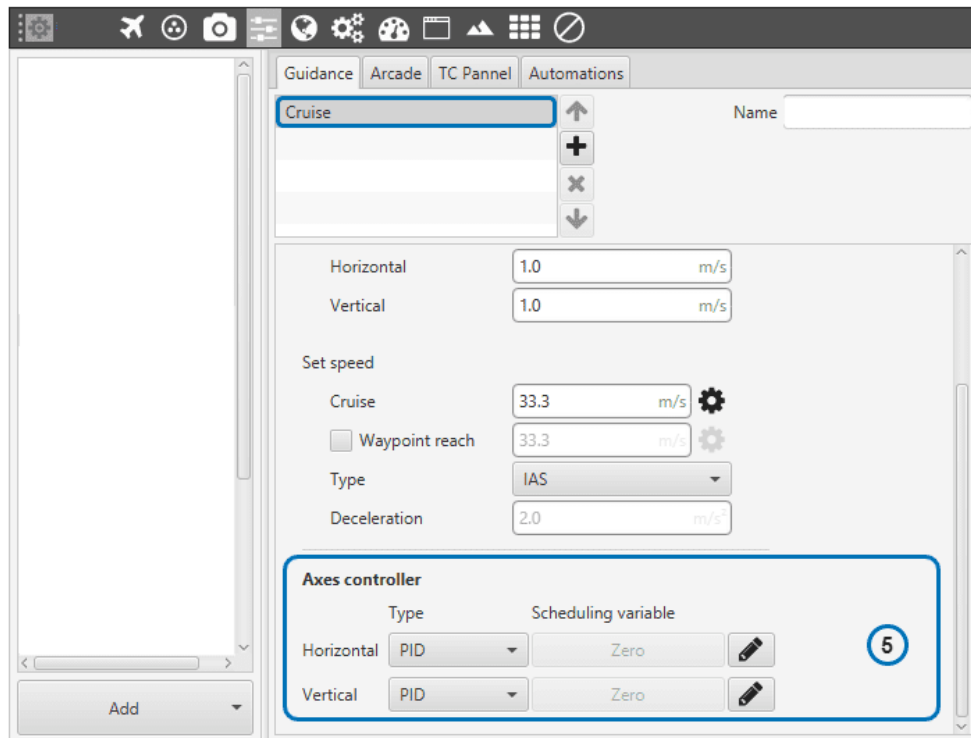 Guidance Arcade TC Pannel Automations
Cruise
Name
Horizontal 1.0 m/s
Vertical 1.0 m/s
Set speed
Cruise 33.3 m/s
Waypoint reach 33.3 m/s
Type IAS
Deceleration 2.0 m/s²
Axes controller
Type Scheduling variable
Horizontal PID Zero
5
Vertical PID Zero
Add